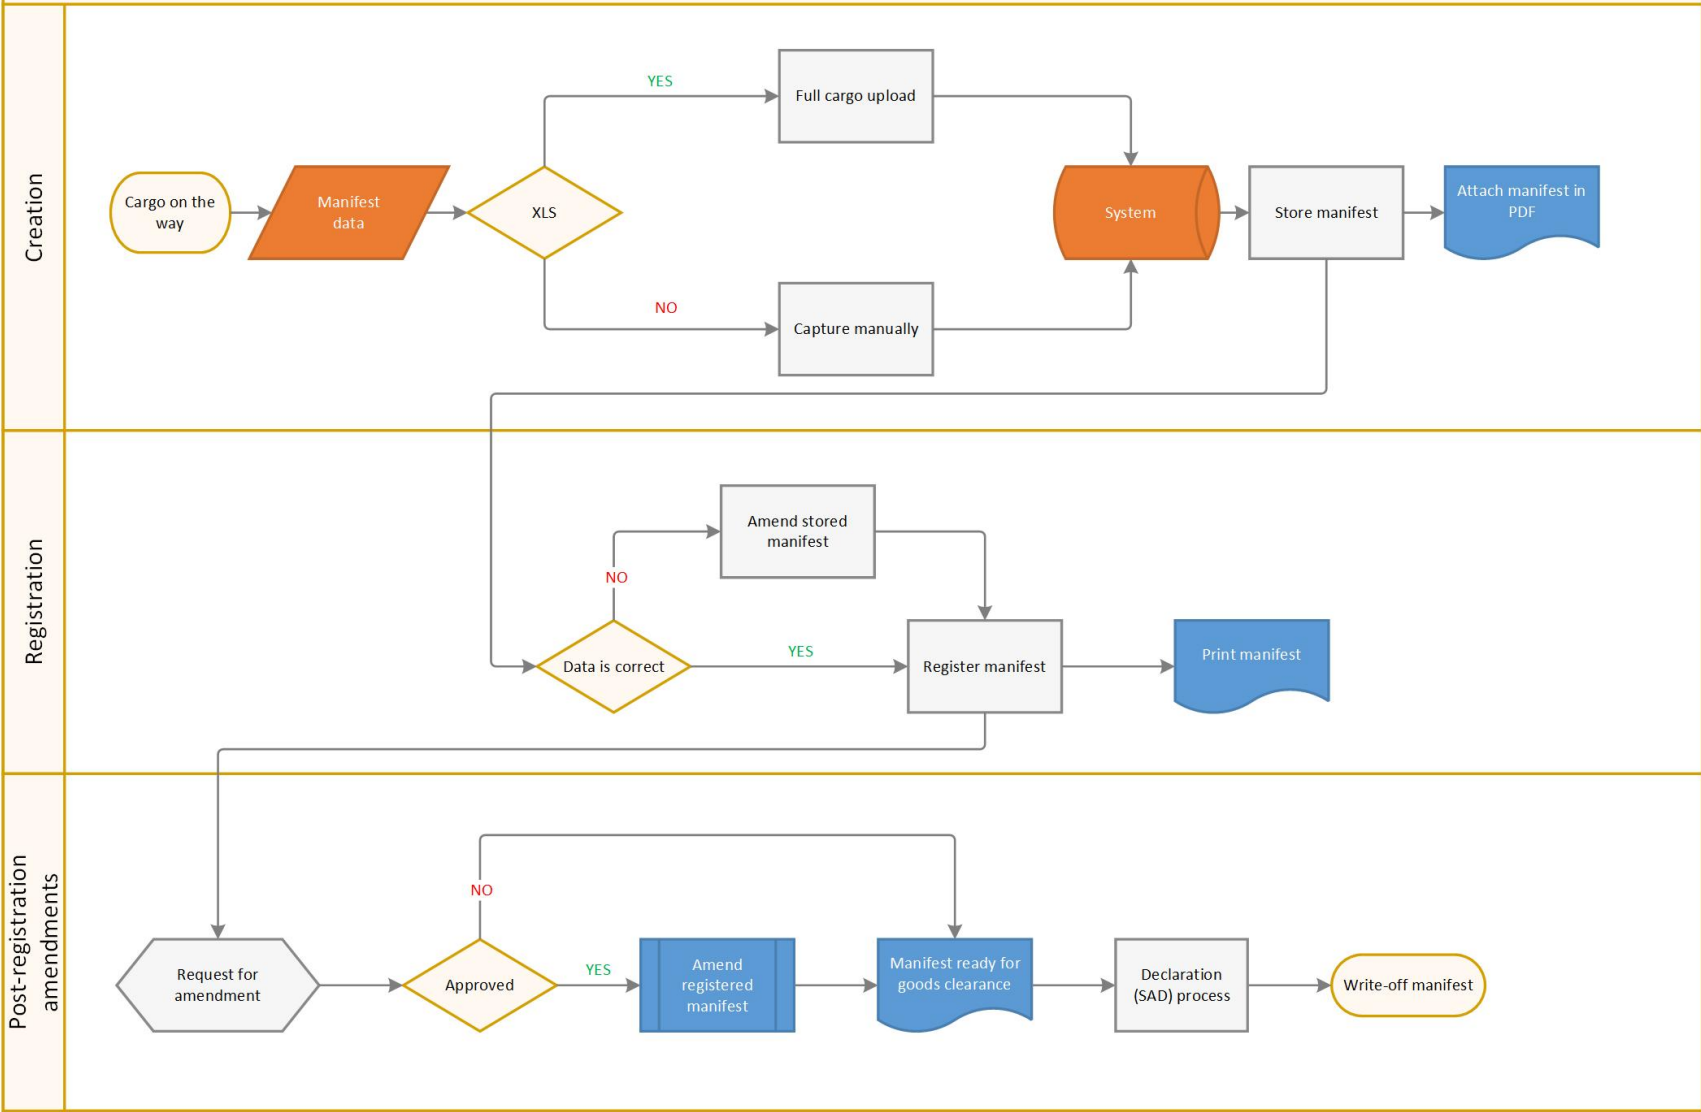 Creation
YES
Full cargo upload
Cargo on the
way
Manifest
data
XLS
System
Store manifest
Attach manifest in
PDF
NO
Capture manually
Registration
Amend stored
manifest
NO
Data is correct
YES
Register manifest
Print manifest
Post-registration
amendments
NO
Request for
amendment
Approved
YES
Amend
registered
manifest
Manifest ready for
goods clearance
Declaration
(SAD) process
Write-off manifest